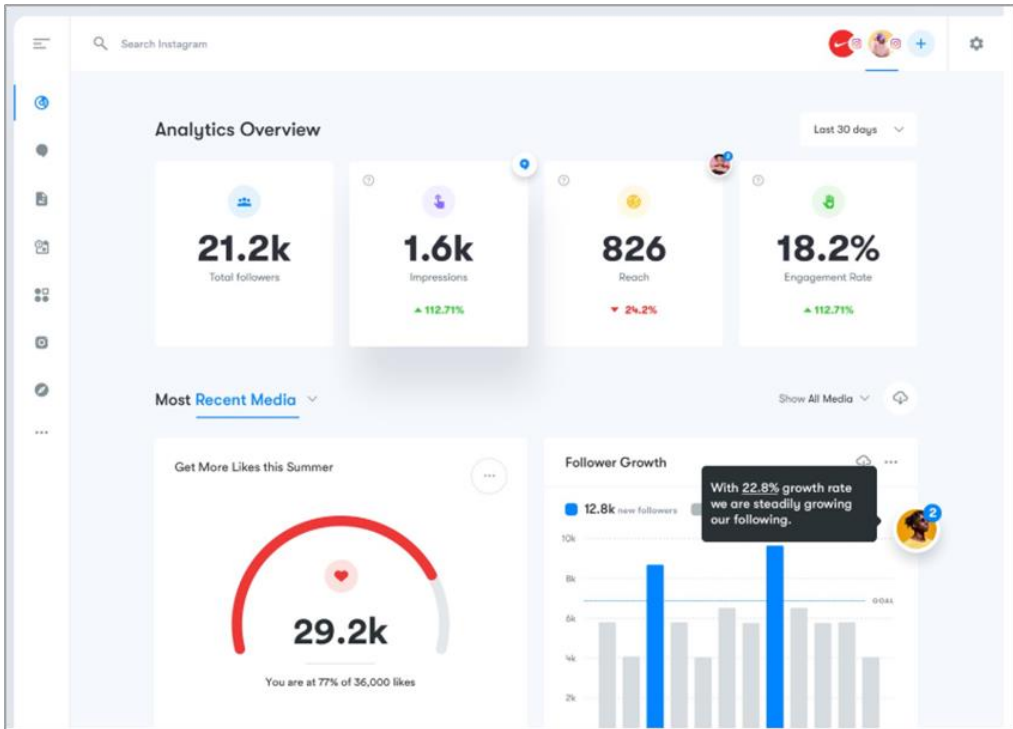 Search Instagram
Analytics Overview
Last 30 days
21.2k
Total followers
1.6k
Impressions
112.71%
826
Reach
24.2%
18.2%
Engagement Rate
112.71%
Most Recent Media
Show All Media
Get More Likes this Summer
29.2k
You are at 77% of 36,000 likes
Follower Growth
12.8k new followers
With 22.8% growth rate
we are steadily growing
our following.
2
10k
8k
GOAL
6k
4k
2k